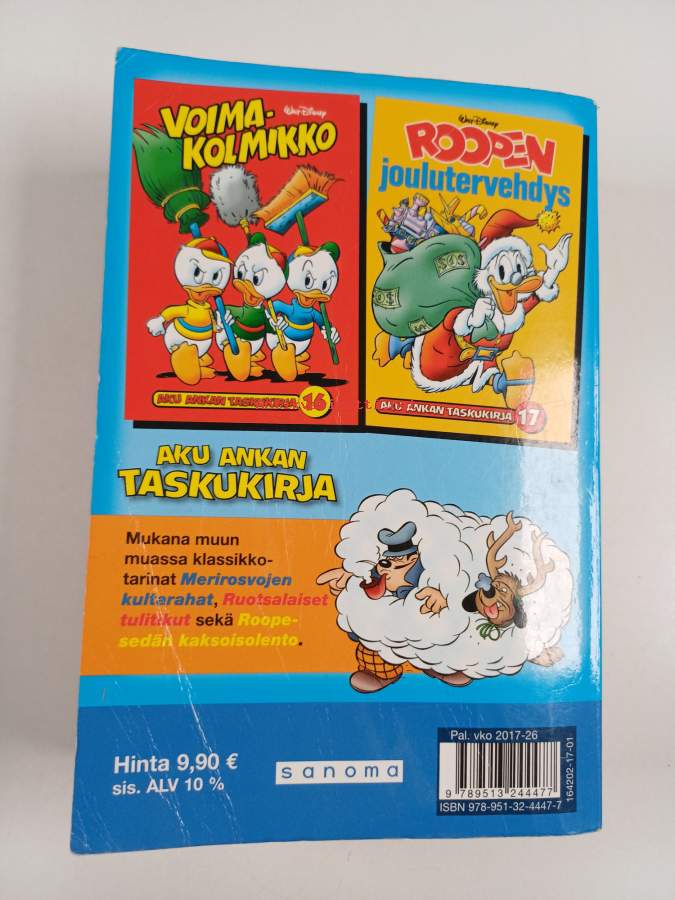 Walt Disney
VOIMA-
KOLMIKKO
AKU ANKAN TASKUKIRJA 16
Walt Disney
ROOPEN
joulutervehdys
$0$
AKU ANKAN TASKUKIRJA 17
AKU ANKAN
TASKUKIRJA
Mukana muun
muassa klassikko-
tarinat Merirosvojen
kultarahat, Ruotsalaiset
tulitikut sekä Roope-
sedän kaksoisolento.
Hinta 9,90 €
sis. ALV 10 %
sanoma
Pal. vko 2017-26
9 789513 244477
ISBN 978-951-32-4447-7
164202-17-01